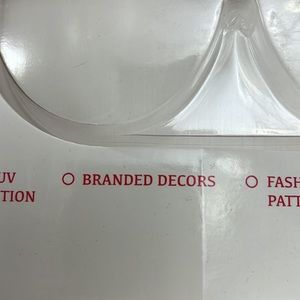 UV
TION
BRANDED DECORS
FASH
PATT